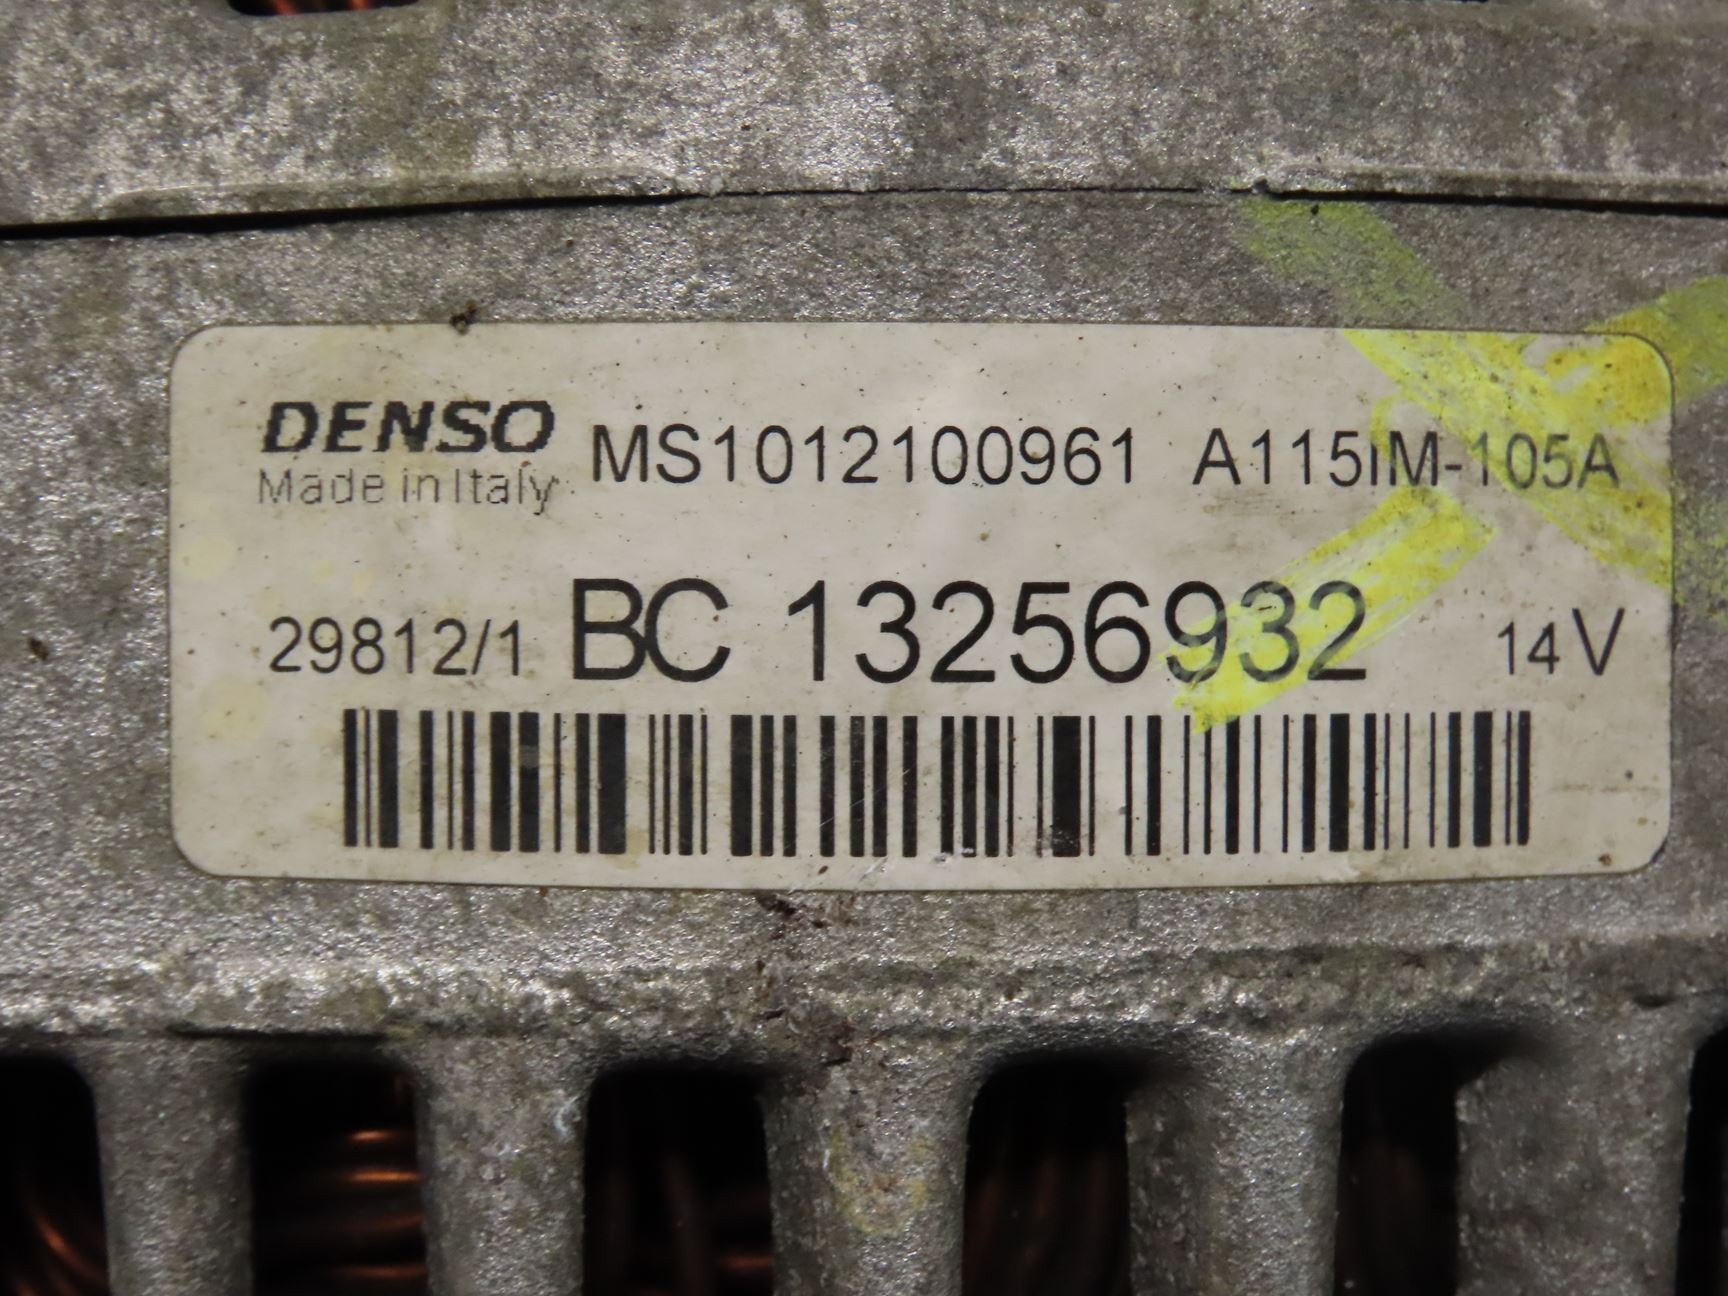 DENSO MS1012100961 A115IM-105A
Made in Italy
29812/1 BC 13256932 14V